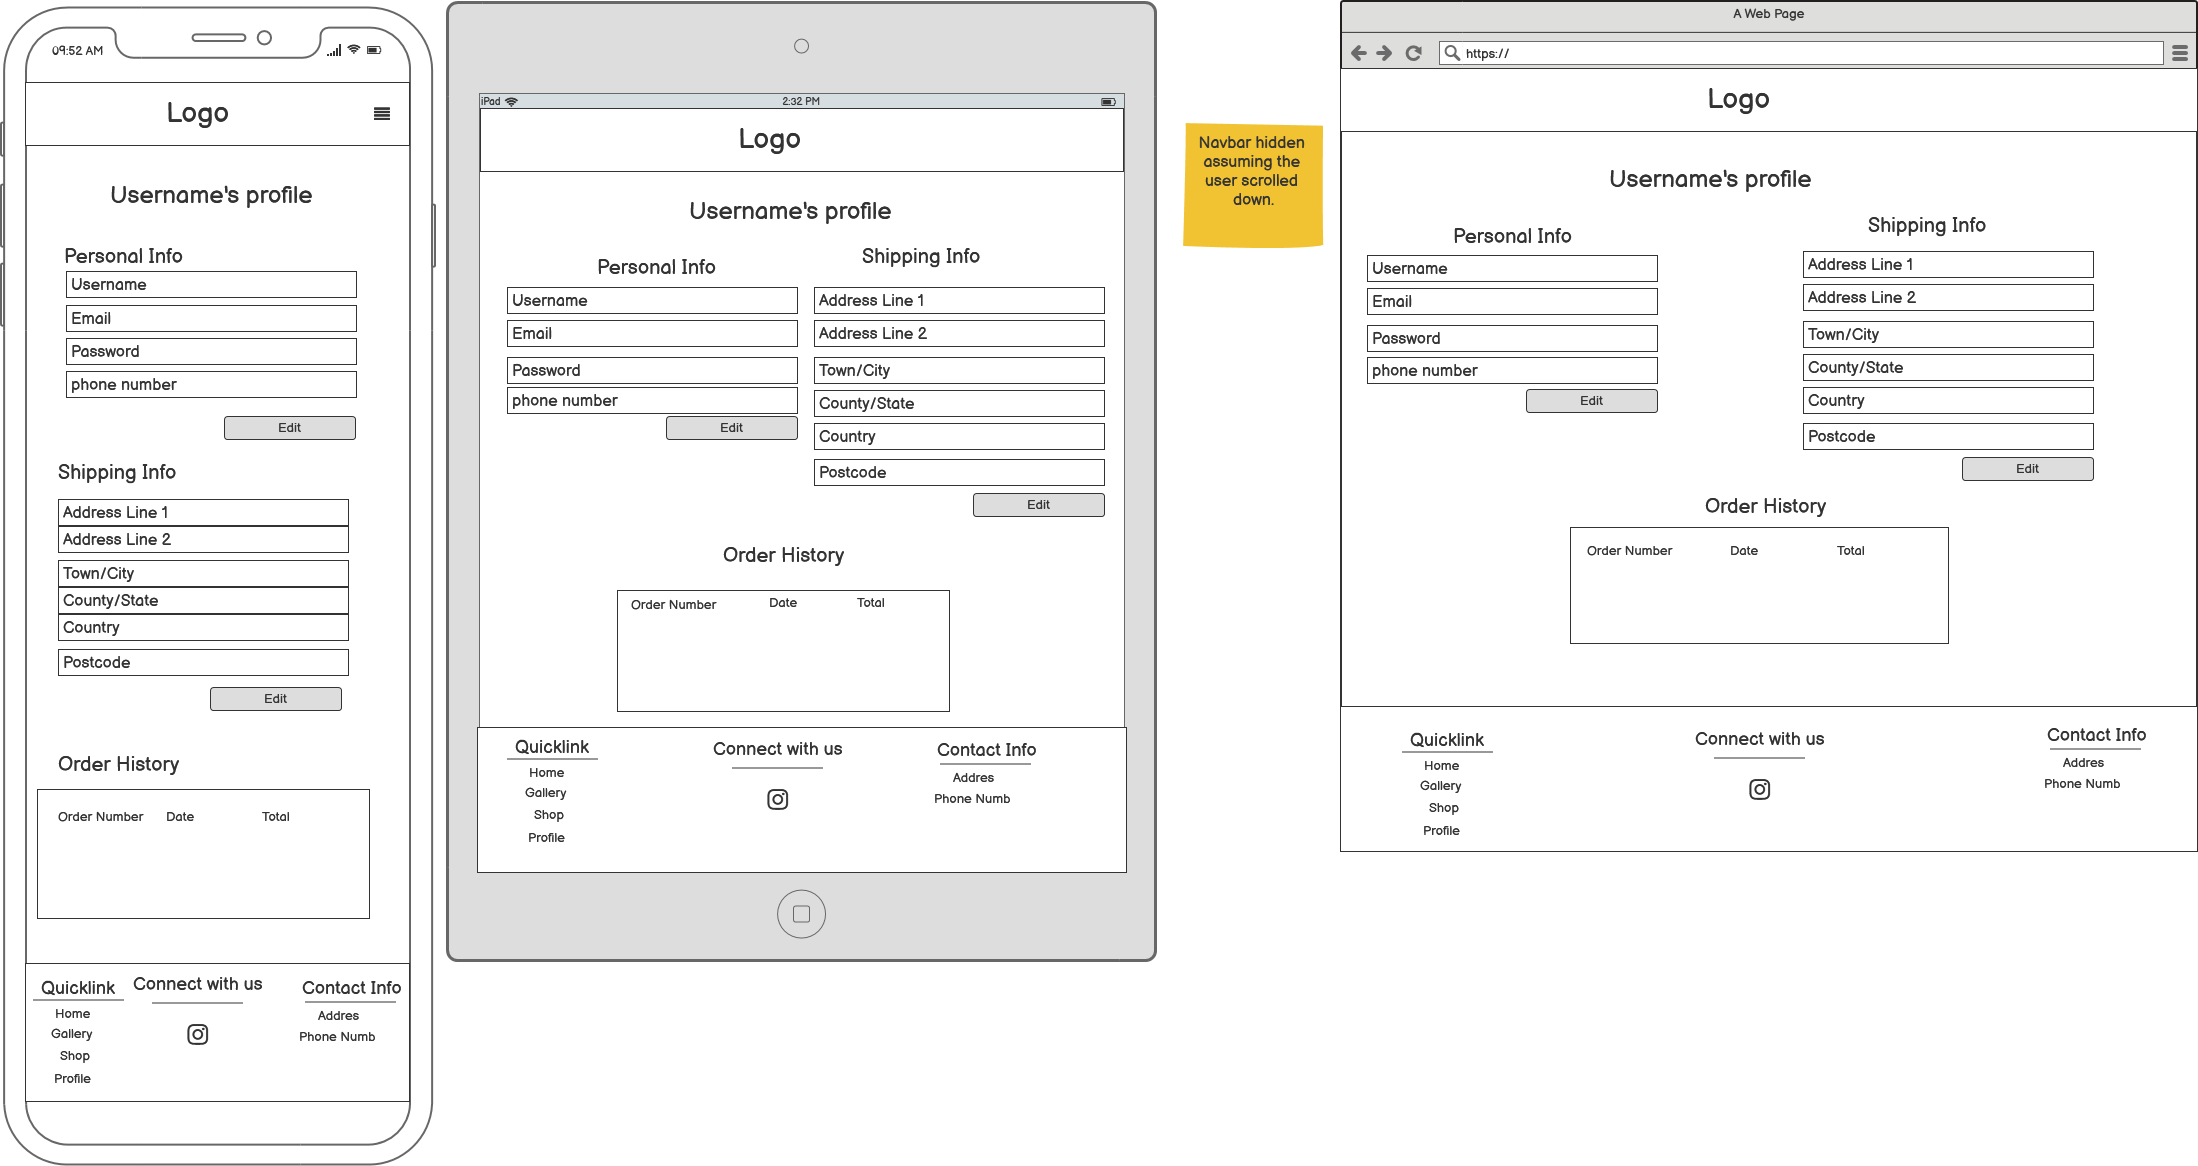 09:52 AM
Logo
Username's profile
Personal Info
Username
Email
Password
phone number
Edit
Shipping Info
Address Line 1
Address Line 2
Town/City
County/State
Country
Postcode
Edit
Order History
Order Number Date Total
Quicklink Connect with us Contact Info
Home Addres
Gallery Phone Numb
Shop
Profile
iPad 2:32 PM
Logo
Username's profile
Personal Info
Username
Email
Password
phone number
Edit
Shipping Info
Address Line 1
Address Line 2
Town/City
County/State
Country
Postcode
Edit
Order History
Order Number Date Total
Quicklink Connect with us Contact Info
Home Addres
Gallery Phone Numb
Shop
Profile
Navbar hidden
assuming the
user scrolled
down.
A Web Page
https://
Logo
Username's profile
Personal Info
Username
Email
Password
phone number
Edit
Shipping Info
Address Line 1
Address Line 2
Town/City
County/State
Country
Postcode
Edit
Order History
Order Number Date Total
Quicklink Connect with us Contact Info
Home Addres
Gallery Phone Numb
Shop
Profile